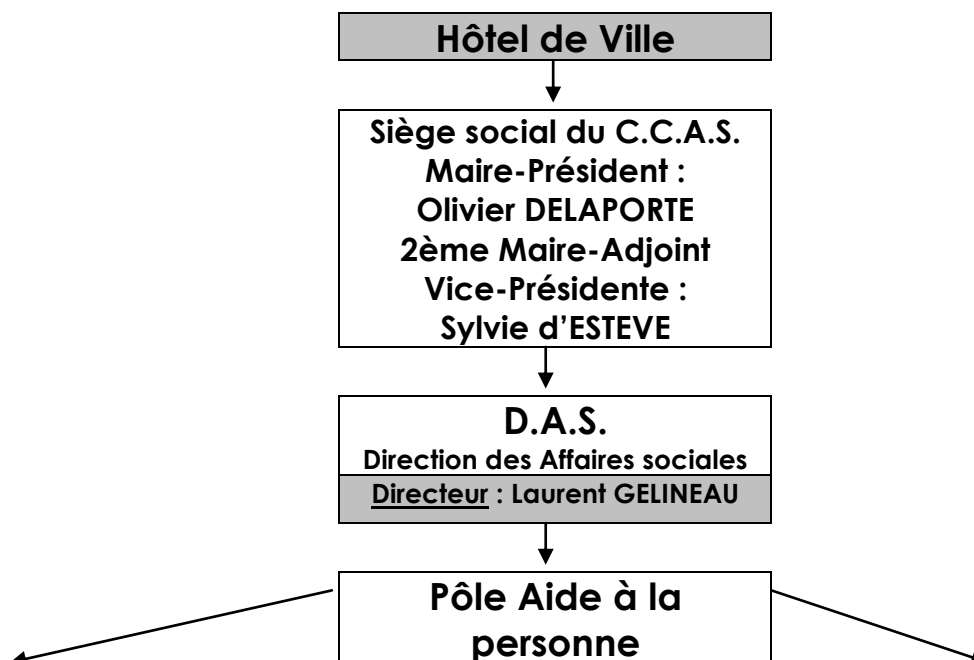 Hôtel de Ville
Siège social du C.C.A.S.
Maire-Président :
Olivier DELAPORTE
2ème Maire-Adjoint
Vice-Présidente :
Sylvie d’ESTEVE
D.A.S.
Direction des Affaires sociales
Directeur : Laurent GELINEAU
Pôle Aide à la
personne